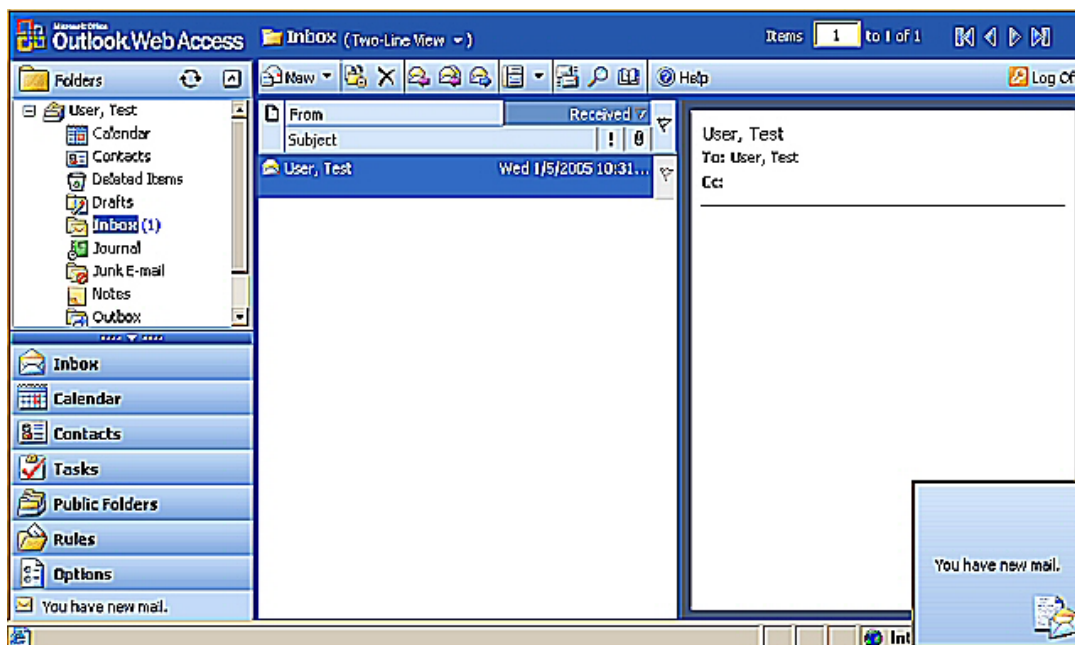 Microsoft Office
Outlook Web Access
Inbox (Two-Line View)
Items 1 to 1 of 1
Folders
New
Help
Log Of
User, Test
Calendar
Contacts
Deleted Items
Drafts
Inbox (1)
Journal
Junk E-mail
Notes
Outbox
From Received
Subject !
User, Test Wed 1/5/2005 10:31...
User, Test
To: User, Test
Cc:
Inbox
Calendar
Contacts
Tasks
Public Folders
Rules
Options
You have new mail.
You have new mail.
Int